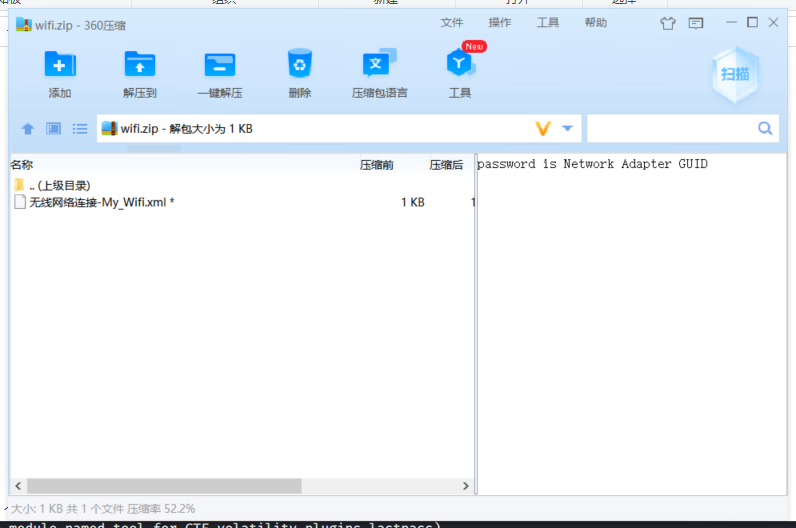 wifi.zip - 360压缩
文件 操作 工具 帮助
New
添加 解压到 一键解压 删除 压缩包语言 工具
扫描
wifi.zip - 解包大小为 1 KB
名称 压缩前 压缩后
.. (上级目录)
无线网络连接-My_Wifi.xml * 1 KB 1
password is Network Adapter GUID
大小: 1 KB 共 1 个文件 压缩率 52.2%
module named tool for CTF.volatility.plugins.lastpass)